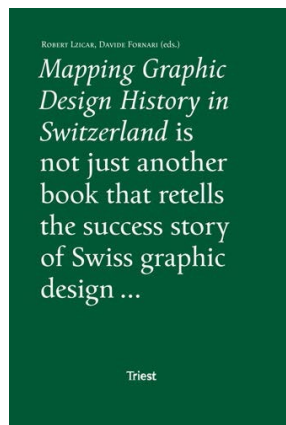 Robert Lzicar, Davide Fornari (eds.)
Mapping Graphic
Design History in
Switzerland is
not just another
book that retells
the success story
of Swiss graphic
design ...
Triest